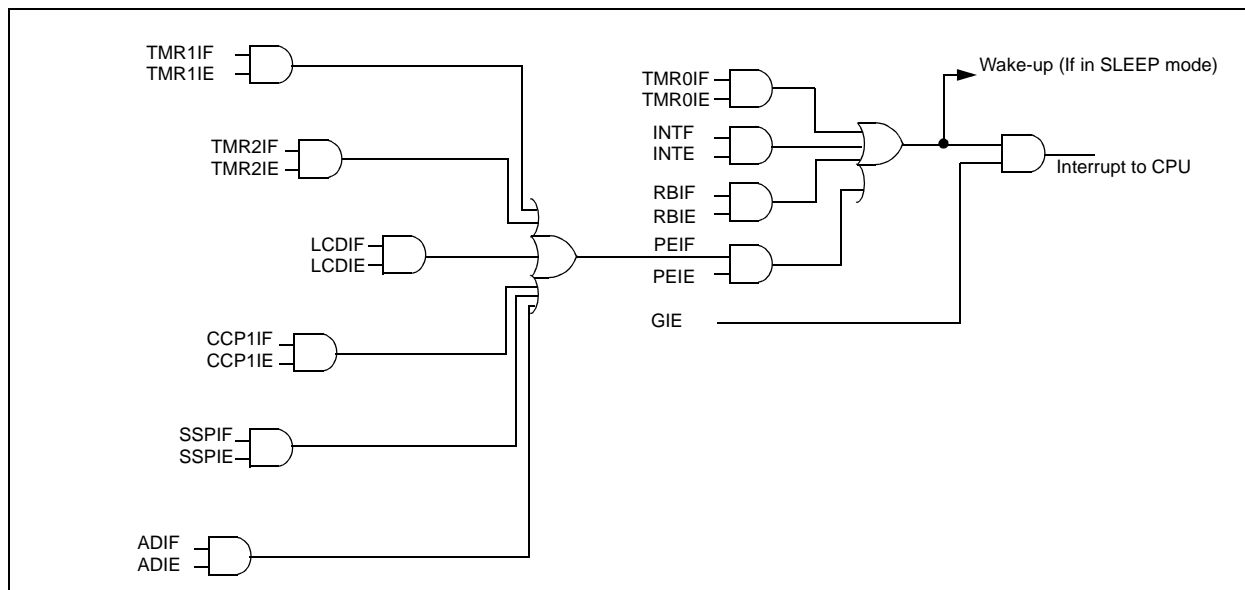 TMR1IF
TMR1IE
TMR2IF
TMR2IE
LCDIF
LCDIE
CCP1IF
CCP1IE
SSPIF
SSPIE
ADIF
ADIE
TMR0IF
TMR0IE
INTF
INTE
RBIF
RBIE
PEIF
PEIE
GIE
Wake-up (If in SLEEP mode)
Interrupt to CPU